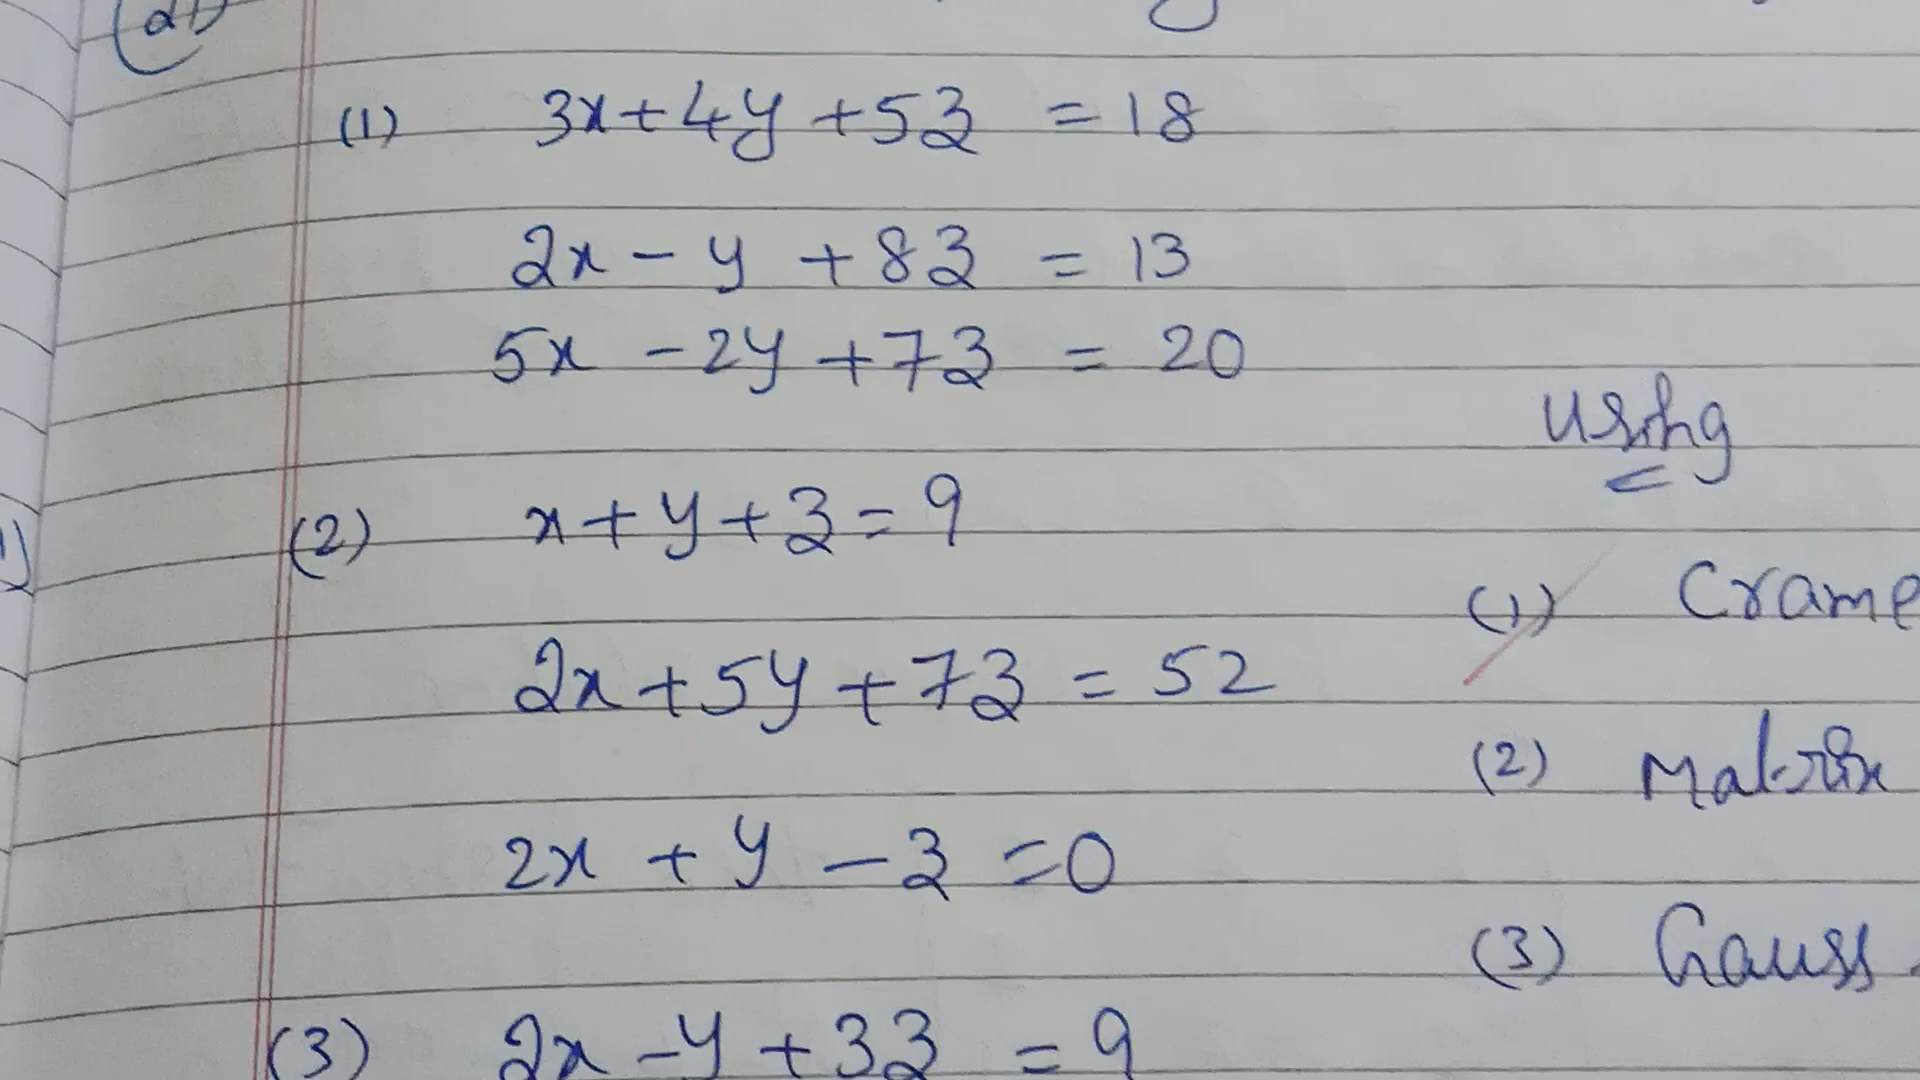 (1) 3x + 4y + 5z = 18
2x - y + 8z = 13
5x - 2y + 7z = 20
(2) x + y + z = 9
2x + 5y + 7z = 52
2x + y - z = 0
(3) 2x - y + 3z = 9
using
(1) Crame
(2) Matrix
(3) Gauss